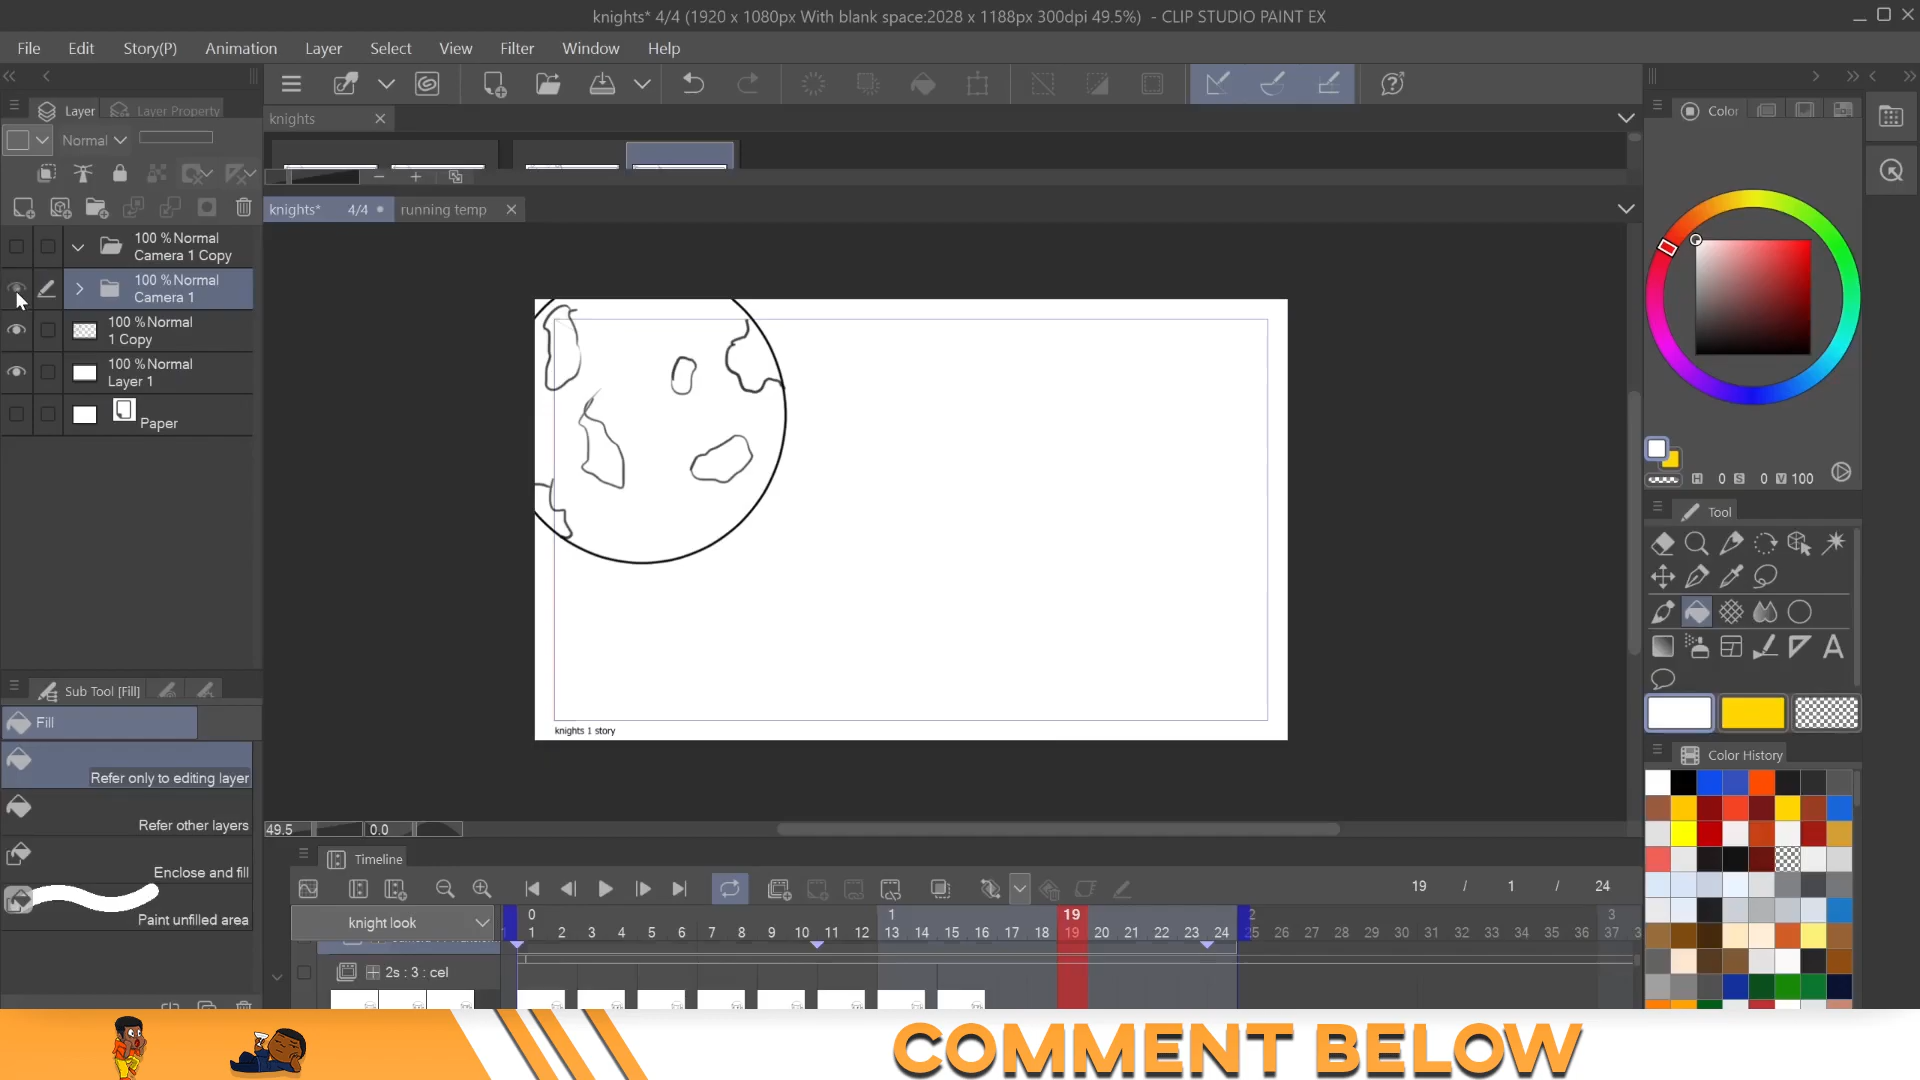 knights* 4/4 (1920 x 1080px With blank space:2028 x 1188px 300dpi 49.5%) - CLIP STUDIO PAINT EX
File Edit Story(P) Animation Layer Select View Filter Window Help
Layer Layer Property
knights
Color
Normal
knights* 4/4 running temp
100 % Normal
Camera 1 Copy
100 % Normal
Camera 1
100 % Normal
1 Copy
100 % Normal
Layer 1
Paper
knights 1 story
H 0 S 0 V 100
Tool
Sub Tool [Fill]
Fill
Refer only to editing layer
Refer other layers
Enclose and fill
Paint unfilled area
Color History
49.5 0.0
Timeline
19 / 1 / 24
knight look
0 1 19 2 3
1 2 3 4 5 6 7 8 9 10 11 12 13 14 15 16 17 18 19 20 21 22 23 24 25 26 27 28 29 30 31 32 33 34 35 36 37
2s : 3 : cel
COMMENT BELOW